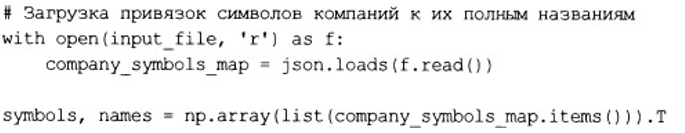 # Загрузка привязок символов компаний к их полным названиям
with open(input_file, 'r') as f:
    company_symbols_map = json.loads(f.read())
symbols, names = np.array(list(company_symbols_map.items())).T